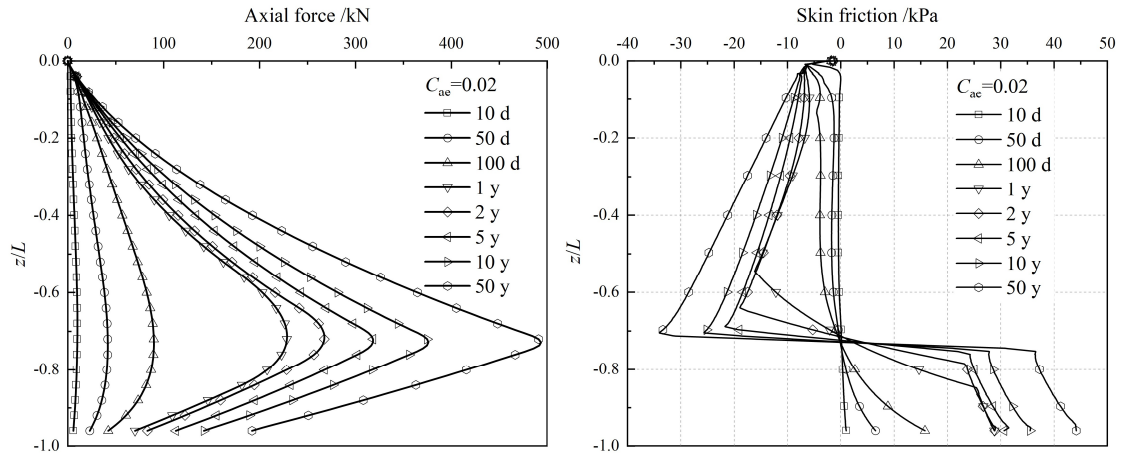 Axial force /kN
0 100 200 300 400 500
0.0
-0.2
-0.4
-0.6
-0.8
-1.0
z/L
C_ae=0.02
10 d
50 d
100 d
1 y
2 y
5 y
10 y
50 y
Skin friction /kPa
-40 -30 -20 -10 0 10 20 30 40 50
0.0
-0.2
-0.4
-0.6
-0.8
-1.0
z/L
C_ae=0.02
10 d
50 d
100 d
1 y
2 y
5 y
10 y
50 y